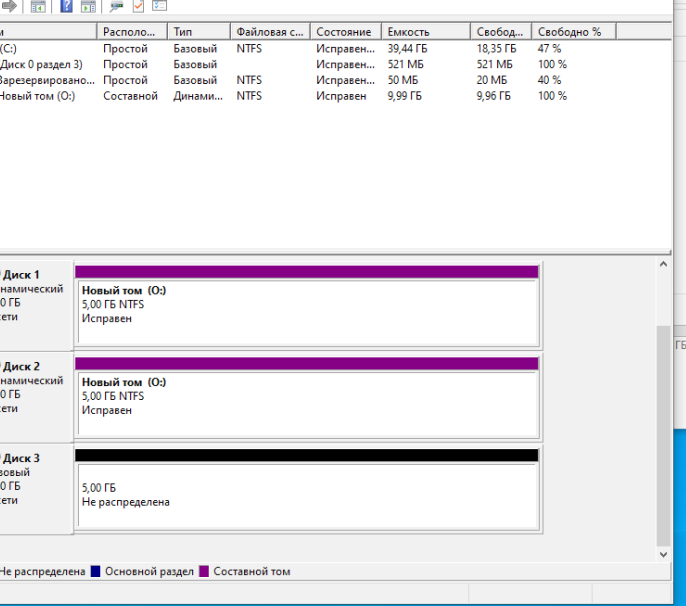 Располо... Тип Файловая с... Состояние Емкость Свобод... Свободно %
(C:) Простой Базовый NTFS Исправен... 39,44 ГБ 18,35 ГБ 47 %
Диск 0 раздел 3) Простой Базовый Исправен... 521 МБ 521 МБ 100 %
Зарезервировано... Простой Базовый NTFS Исправен... 50 МБ 20 МБ 40 %
Новый том (O:) Составной Динами... NTFS Исправен 9,99 ГБ 9,96 ГБ 100 %
Диск 1
намический
0 ГБ
сети
Новый том (O:)
5,00 ГБ NTFS
Исправен
Диск 2
намический
0 ГБ
сети
Новый том (O:)
5,00 ГБ NTFS
Исправен
Диск 3
зовый
0 ГБ
сети
5,00 ГБ
Не распределена
ГБ
Не распределена Основной раздел Составной том